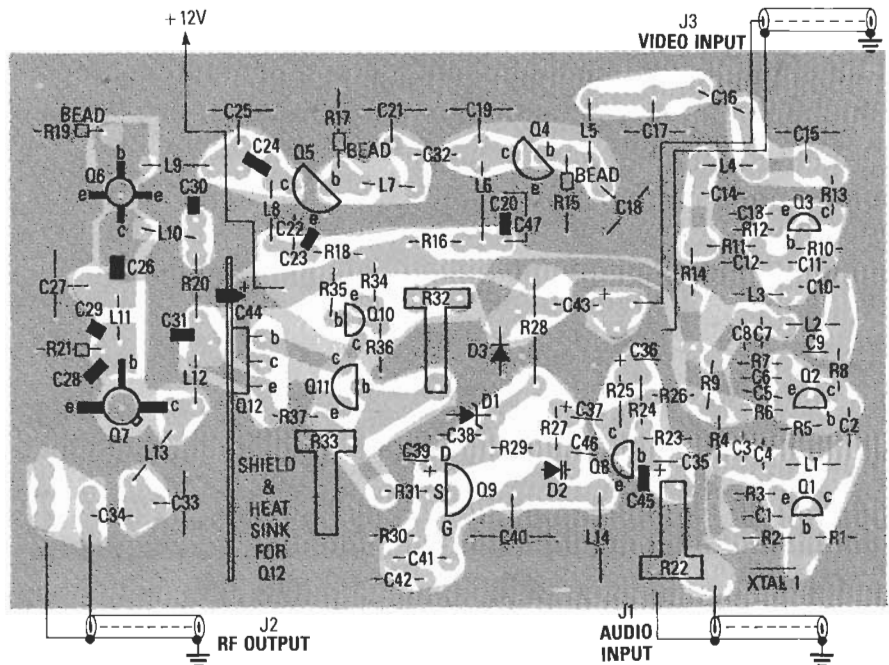 +12V
J3
VIDEO INPUT
C25
R17
C21
C19
C16
BEAD
R19
C24
Q5
BEAD
C32
Q4
L5
C17
C15
b
Q6
e
e
c
L9
C30
c
b
e
L7
L6
c
b
e
BEAD
R15
C18
L4
C14
R13
L10
L8
C22
C23
R18
R16
C20
C47
C13
R12
R11
C12
e
Q3
c
b
R10
C11
C27
C26
R20
R35
R34
R32
C43
+
R14
L3
C10
C29
L11
C31
C44
+
e
b
c
Q10
R28
C8
C7
L2
C9
R21
C28
b
b
c
e
Q12
R36
c
b
e
Q11
D3
+
C36
R25
R24
R26
R9
R7
C6
C5
R6
R8
e
Q2
c
b
e
c
Q7
L12
R37
D1
C38
R27
+
C37
C46
R5
C2
L13
R33
C39
+
D
S
G
Q9
R29
D2
c
b
e
Q8
R23
+
C35
C45
R4
C3
C4
L1
SHIELD
&
HEAT
SINK
FOR
Q12
C34
C33
R31
R3
C1
e
Q1
c
b
R30
C40
L14
R2
R1
C41
C42
R22
XTAL 1
J2
RF OUTPUT
J1
AUDIO
INPUT